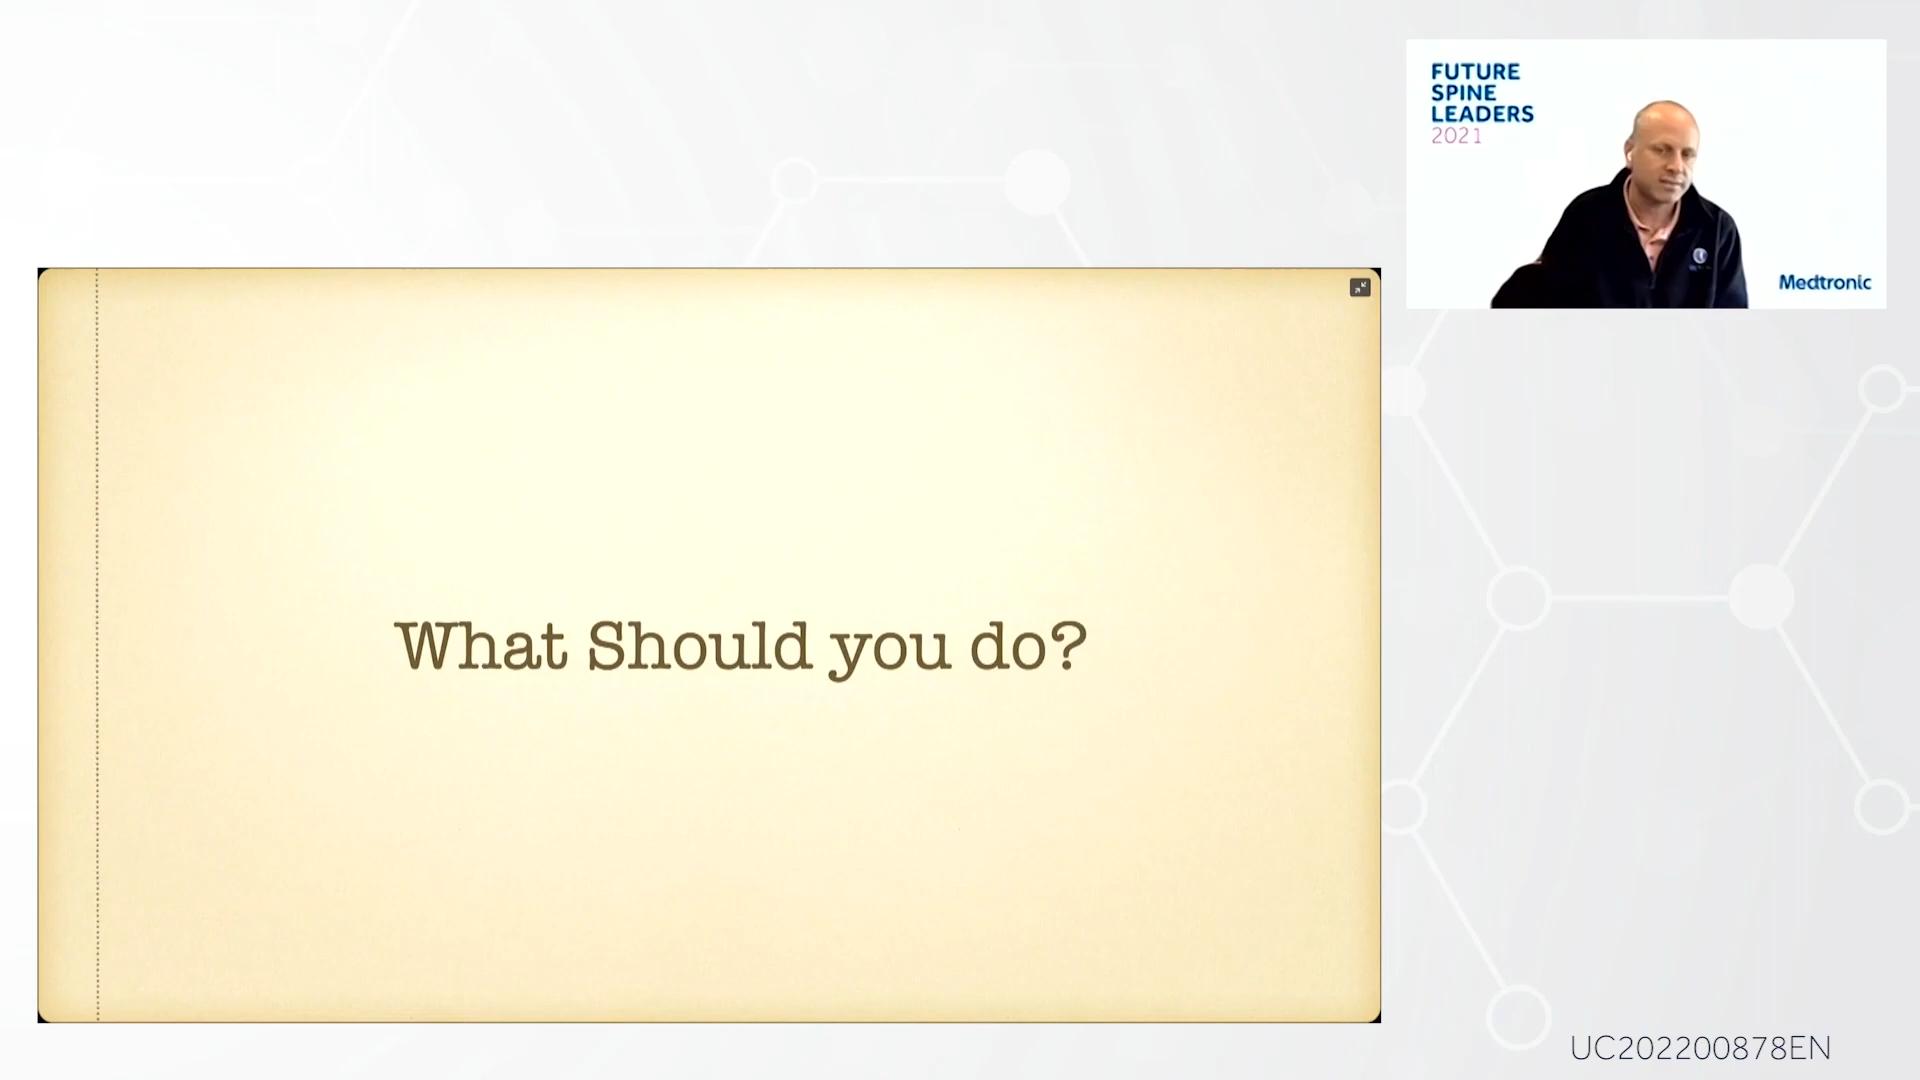 FUTURE
SPINE
LEADERS
2021
Medtronic
What Should you do?
UC202200878EN